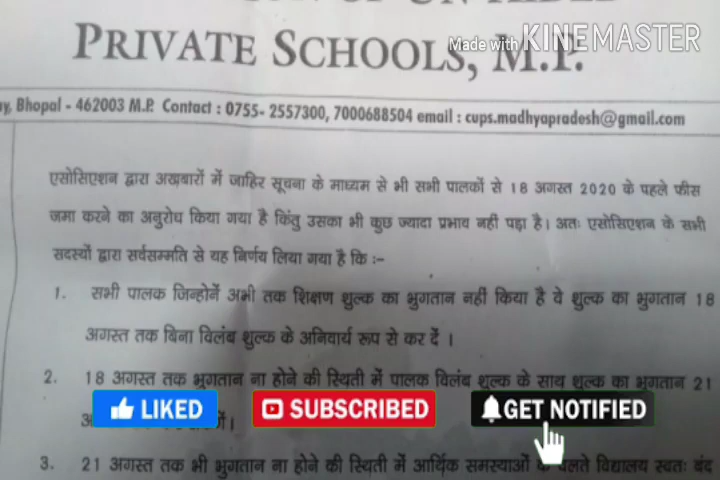 PRIVATE SCHOOLS, M.P.
Made with KINEMASTER
Bhopal - 462003 M.P. Contact : 0755- 2557300, 7000688504 email : cups.madhyapradesh@gmail.com
एसोसिएशन द्वारा अखबारों में जाहिर सूचना के माध्यम से भी सभी पालकों से 18 अगस्त 2020 के पहले फीस
जमा करने का अनुरोध किया गया है किंतु उसका भी कुछ ज्यादा प्रभाव नही पड़ा है। अतः एसोसिएशन के सभी
सदस्यों द्वारा सर्वसम्मति से यह निर्णय लिया गया है कि :-
1. सभी पालक जिन्होनें अभी तक शिक्षण शुल्क का भुगतान नहीं किया है वे शुल्क का भुगतान 18
अगस्त तक बिना विलंब शुल्क के अनिवार्य रूप से कर दें ।
2. 18 अगस्त तक भुगतान ना होने की स्थिती में पालक विलंब शुल्क के साथ शुल्क का भुगतान 21
LIKED SUBSCRIBED GET NOTIFIED
3. 21 अगस्त तक भी भुगतान ना होने की स्थिती में आर्थिक समस्याओं के चलते विद्यालय स्वतः बंद